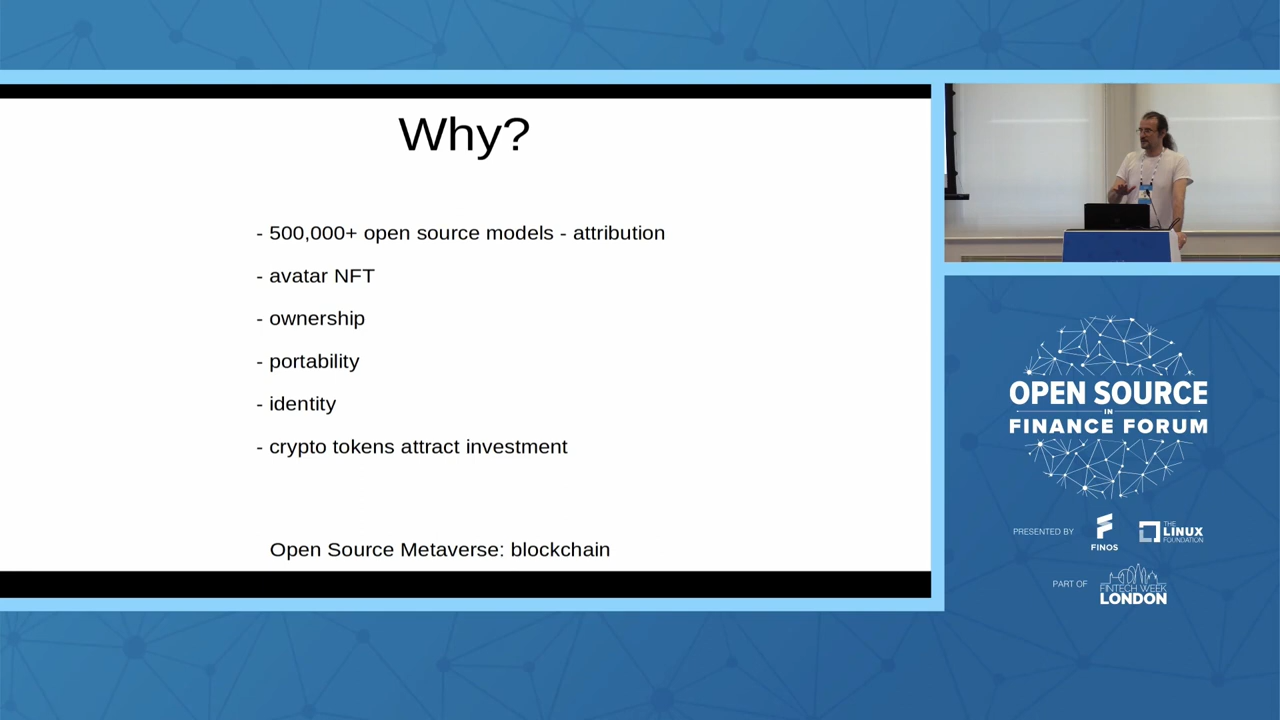 Why?
- 500,000+ open source models - attribution
- avatar NFT
- ownership
- portability
- identity
- crypto tokens attract investment
Open Source Metaverse: blockchain
OPEN SOURCE
IN
FINANCE FORUM
PRESENTED BY
FINOS
THE
LINUX
FOUNDATION
PART OF
FINTECH WEEK
LONDON